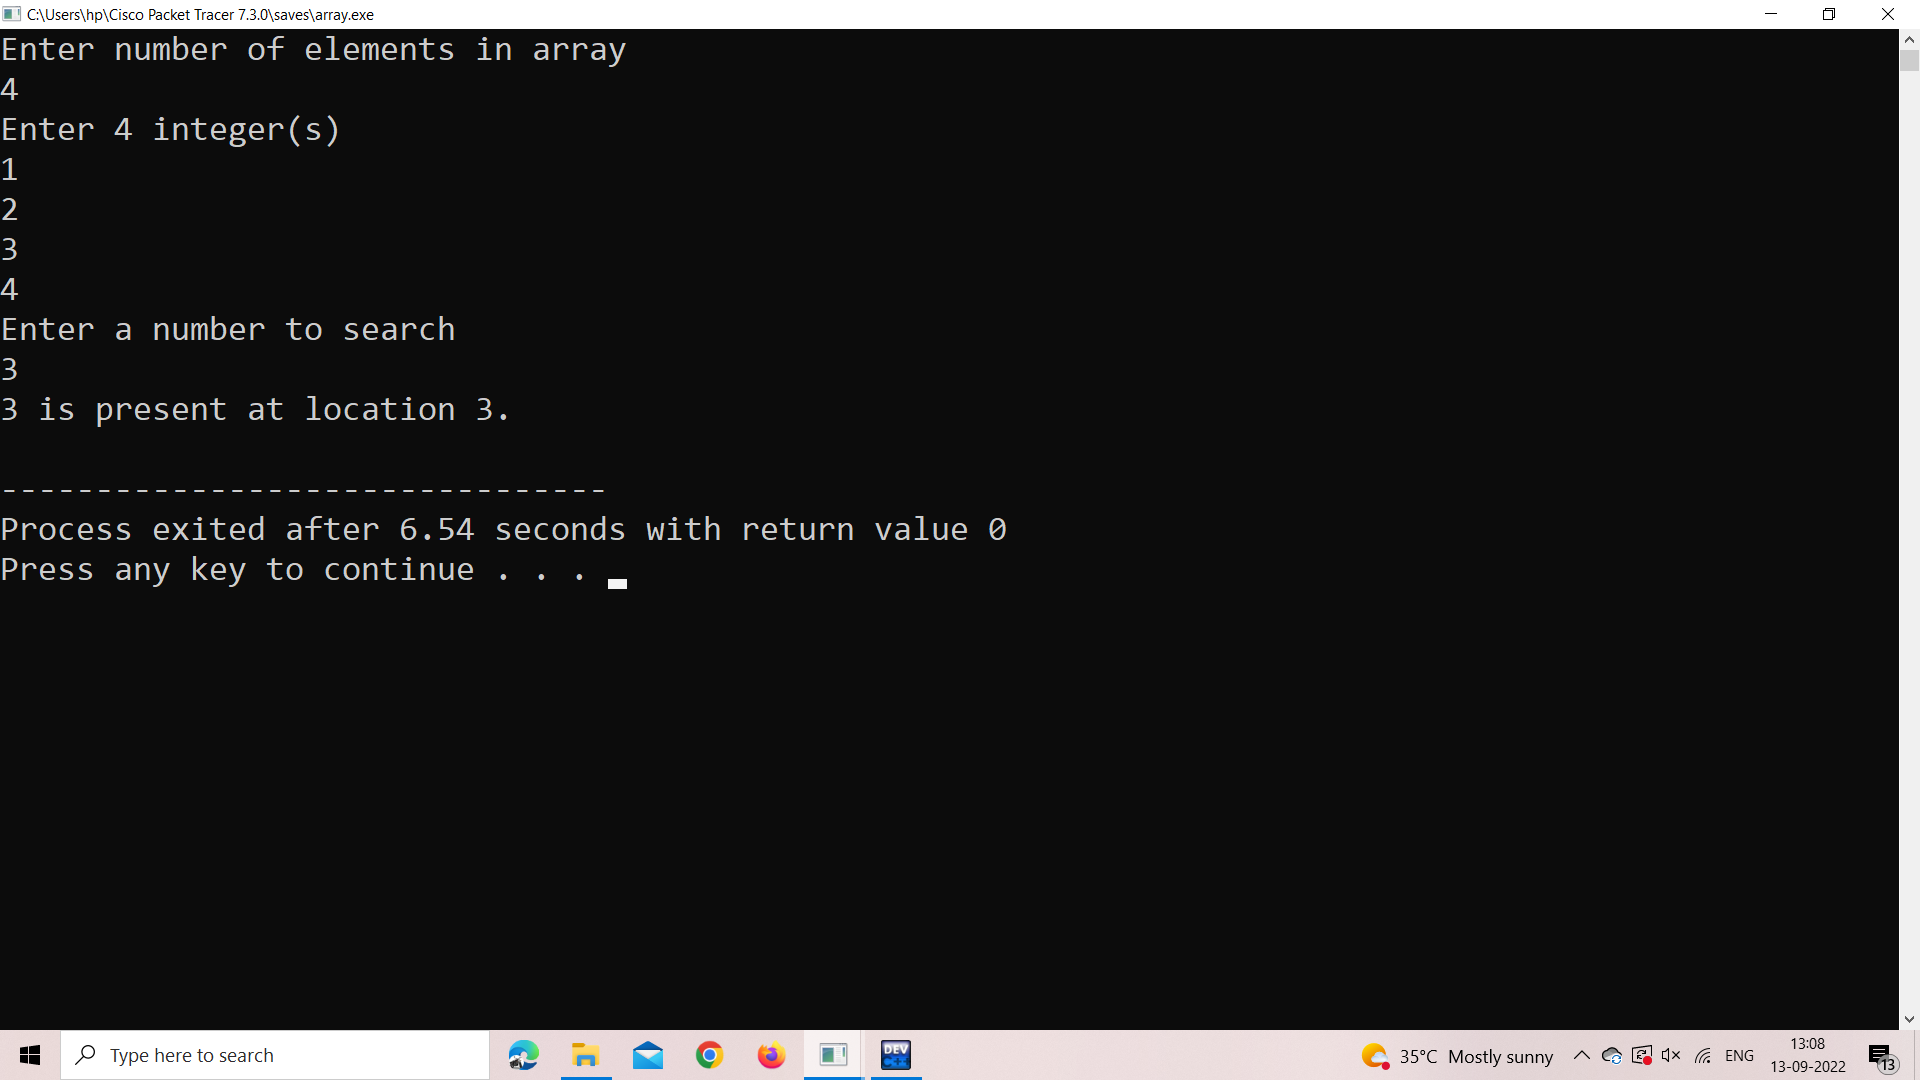 C:\Users\hp\Cisco Packet Tracer 7.3.0\saves\array.exe
Enter number of elements in array
4
Enter 4 integer(s)
1
2
3
4
Enter a number to search
3
3 is present at location 3.
--------------------------------
Process exited after 6.54 seconds with return value 0
Press any key to continue . . .
Type here to search
DEV C++
35°C Mostly sunny
ENG
13:08
13-09-2022
13